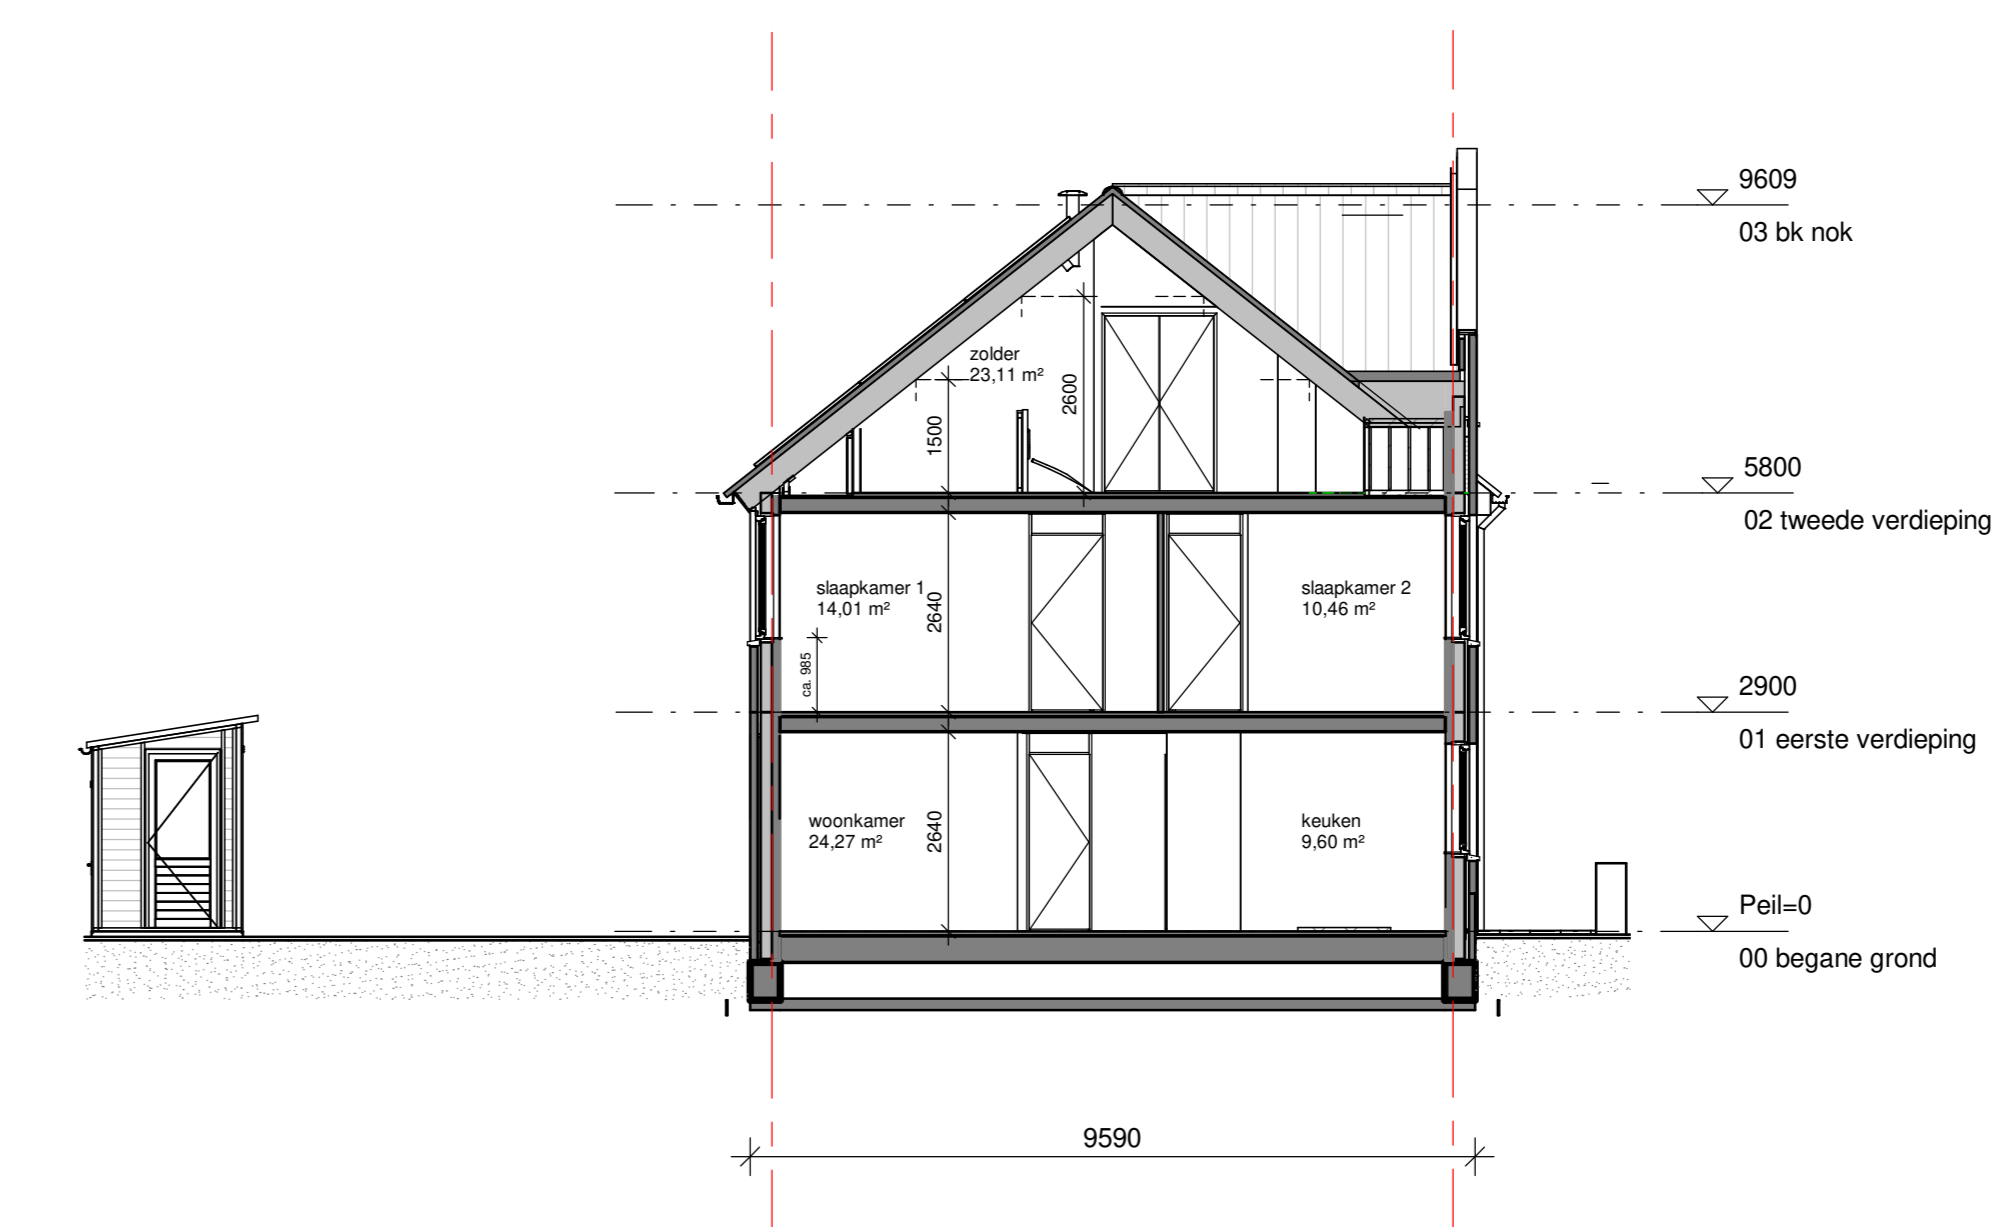 9609
03 bk nok
zolder
23,11 m²
2600
1500
5800
02 tweede verdieping
slaapkamer 1
14,01 m²
2640
slaapkamer 2
10,46 m²
ca. 985
2900
01 eerste verdieping
woonkamer
24,27 m²
2640
keuken
9,60 m²
Peil=0
00 begane grond
9590